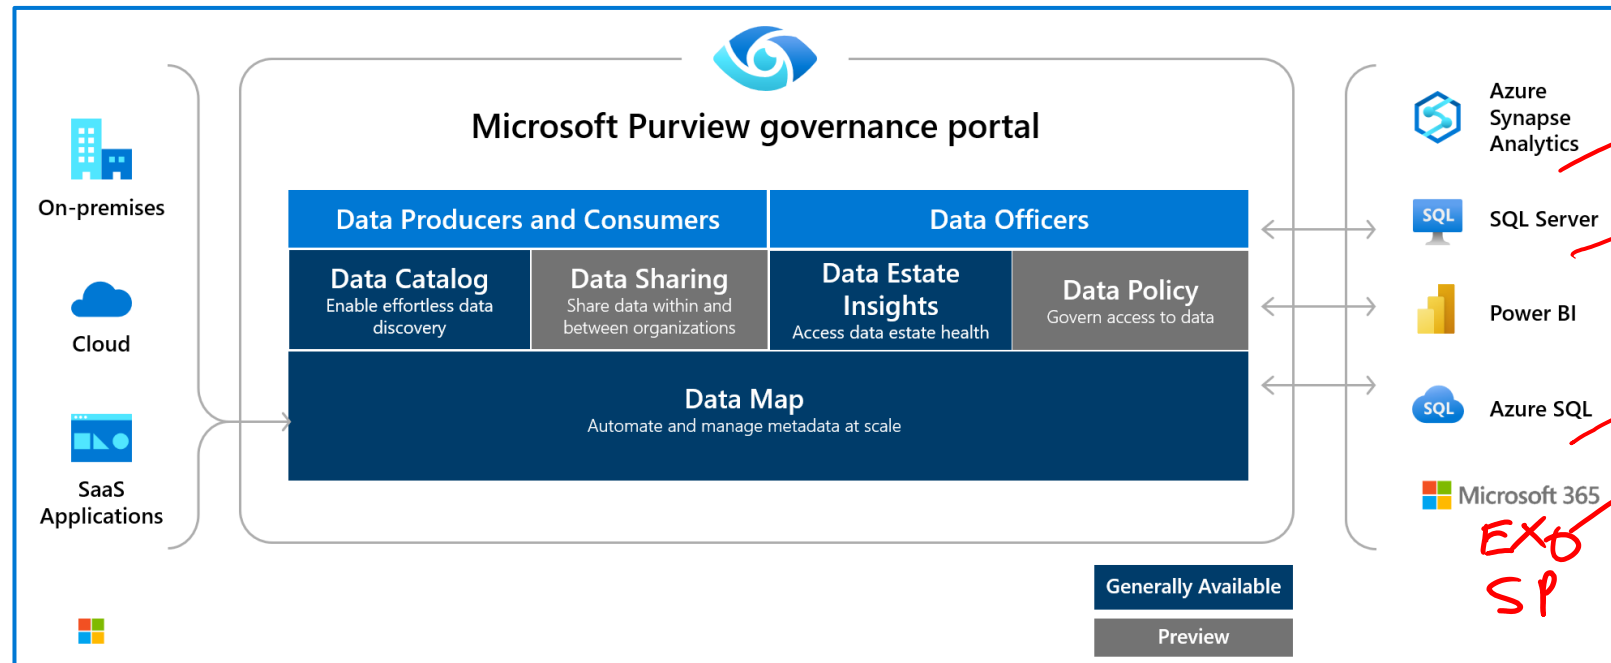 Microsoft Purview governance portal
On-premises
Cloud
SaaS
Applications
Data Producers and Consumers
Data Officers
Data Catalog
Enable effortless data
discovery
Data Sharing
Share data within and
between organizations
Data Estate
Insights
Access data estate health
Data Policy
Govern access to data
Data Map
Automate and manage metadata at scale
Azure
Synapse
Analytics
SQL
SQL Server
Power BI
SQL
Azure SQL
Microsoft 365
EXO
SP
Generally Available
Preview